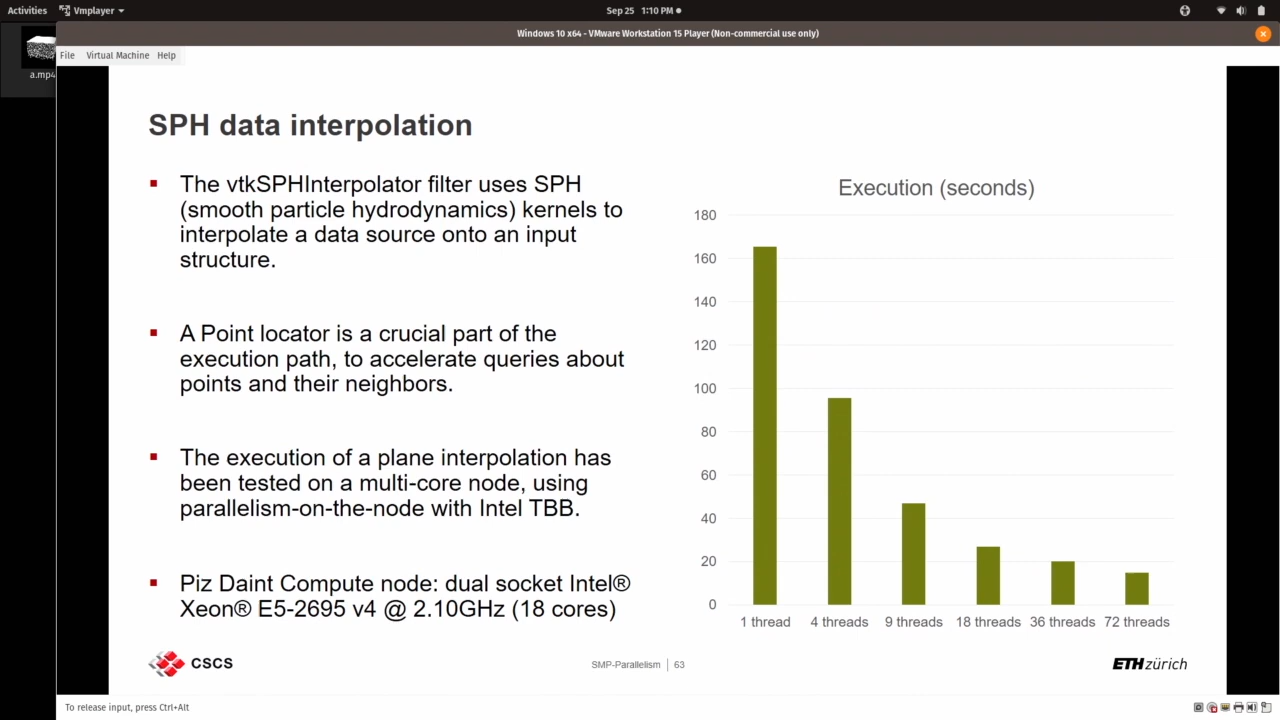 Activities Vmplayer Sep 25 1:10 PM
a.mp4
Windows 10 x64 - VMware Workstation 15 Player (Non-commercial use only)
File Virtual Machine Help
SPH data interpolation
The vtkSPHInterpolator filter uses SPH
(smooth particle hydrodynamics) kernels to
interpolate a data source onto an input
structure.
A Point locator is a crucial part of the
execution path, to accelerate queries about
points and their neighbors.
The execution of a plane interpolation has
been tested on a multi-core node, using
parallelism-on-the-node with Intel TBB.
Piz Daint Compute node: dual socket Intel®
Xeon® E5-2695 v4 @ 2.10GHz (18 cores)
Execution (seconds)
180
160
140
120
100
80
60
40
20
0
1 thread 4 threads 9 threads 18 threads 36 threads 72 threads
CSCS SMP-Parallelism | 63 ETH zürich
To release input, press Ctrl+Alt